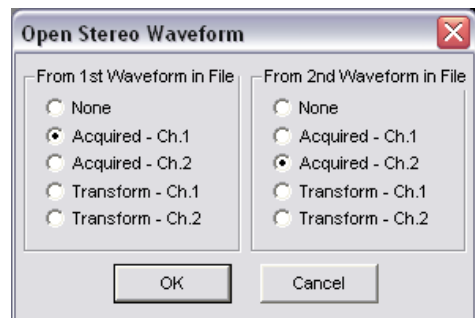 Open Stereo Waveform
From 1st Waveform in File
None
Acquired - Ch.1
Acquired - Ch.2
Transform - Ch.1
Transform - Ch.2
From 2nd Waveform in File
None
Acquired - Ch.1
Acquired - Ch.2
Transform - Ch.1
Transform - Ch.2
OK
Cancel